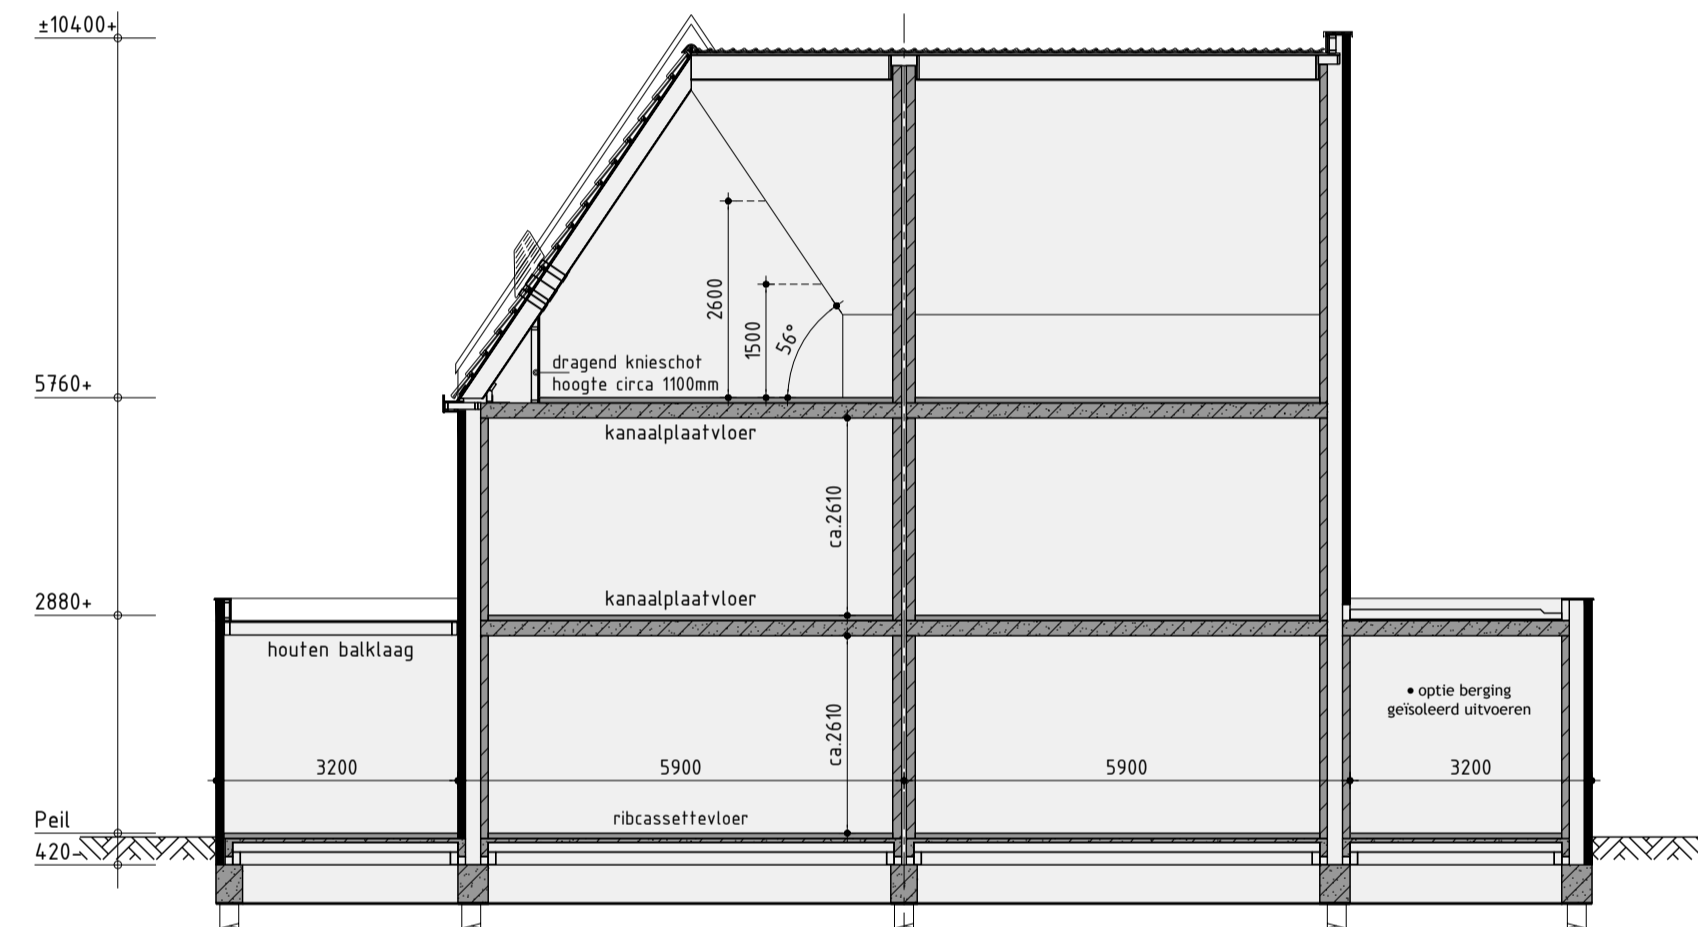 ±10400+
2600
1500
56°
dragend knieschot
hoogte circa 1100mm
5760+
kanaalplaatvloer
ca.2610
kanaalplaatvloer
2880+
houten balklaag
• optie berging
geïsoleerd uitvoeren
ca.2610
3200
5900
5900
3200
ribcassettevloer
Peil
420-